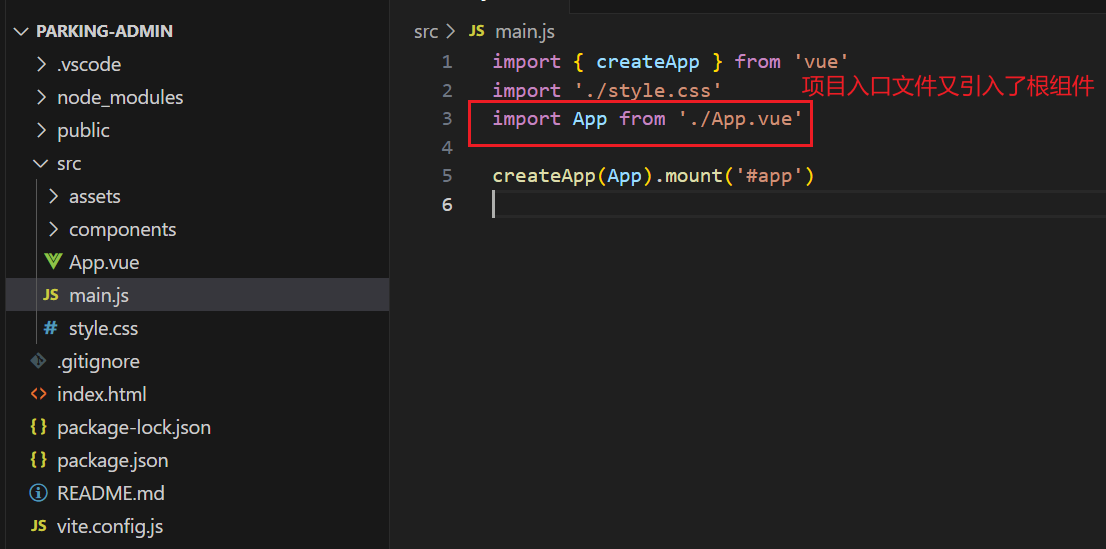 PARKING-ADMIN
.vscode
node_modules
public
src
assets
components
App.vue
JS main.js
# style.css
.gitignore
<> index.html
{} package-lock.json
{} package.json
README.md
JS vite.config.js
src > JS main.js
1 import { createApp } from 'vue'
2 import './style.css'
项目入口文件又引入了根组件
3 import App from './App.vue'
4
5 createApp(App).mount('#app')
6